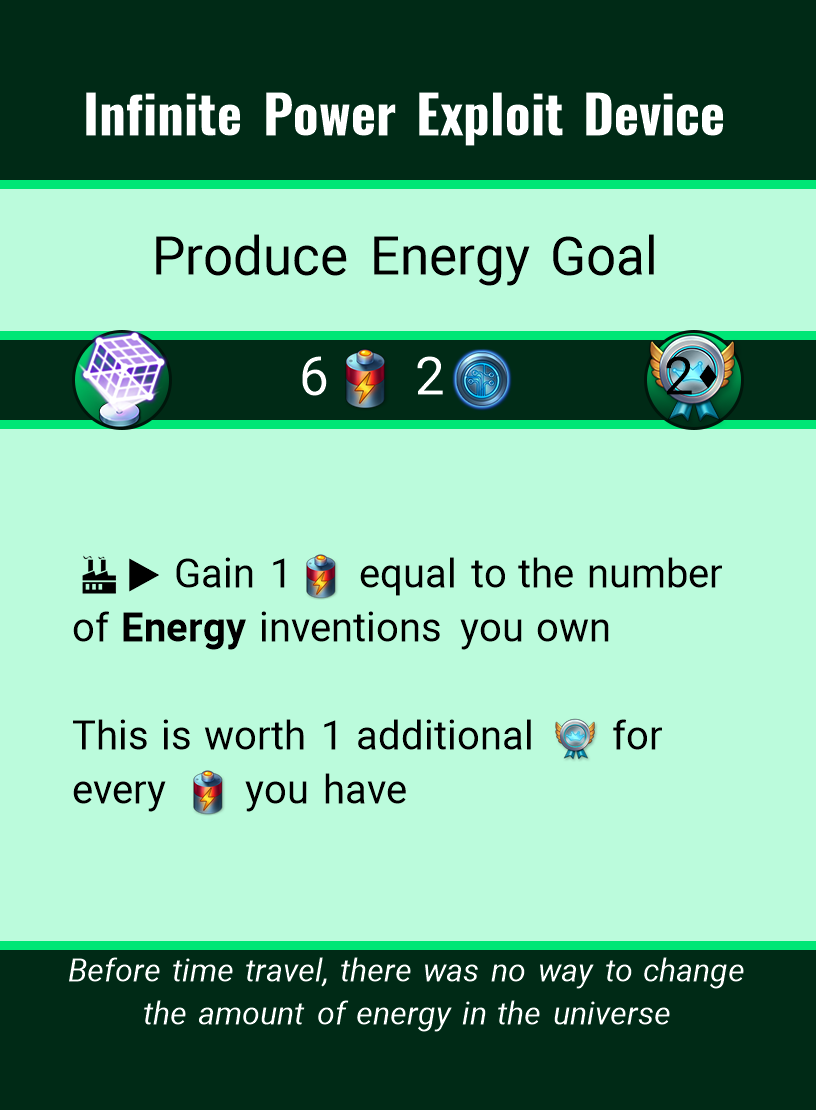 Infinite Power Exploit Device
Produce Energy Goal
6 2
2♦
▶ Gain 1 equal to the number
of Energy inventions you own
This is worth 1 additional for
every you have
Before time travel, there was no way to change
the amount of energy in the universe